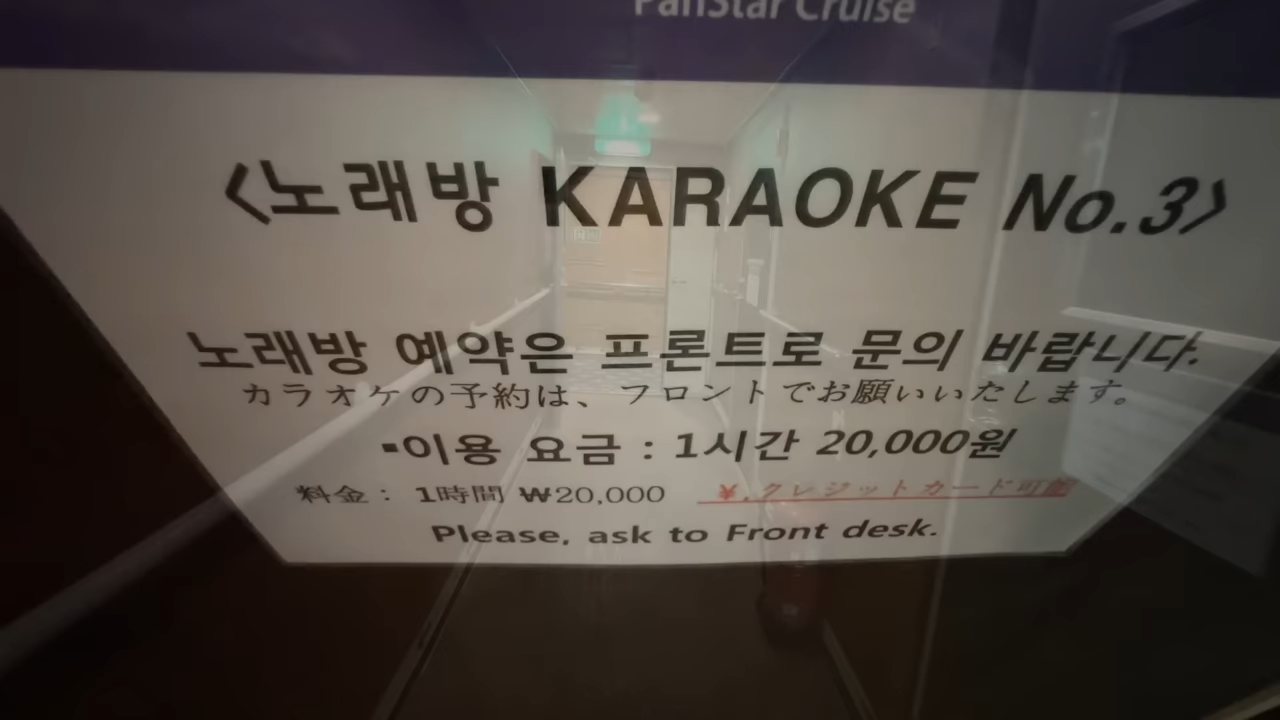 PanStar Cruise
<노래방 KARAOKE No.3>
노래방 예약은 프론트로 문의 바랍니다.
カラオケの予約は、フロントでお願いいたします。
▪이용 요금 : 1시간 20,000원
料金： 1時間 ₩20,000 ￥,クレジットカード可能
Please, ask to Front desk.